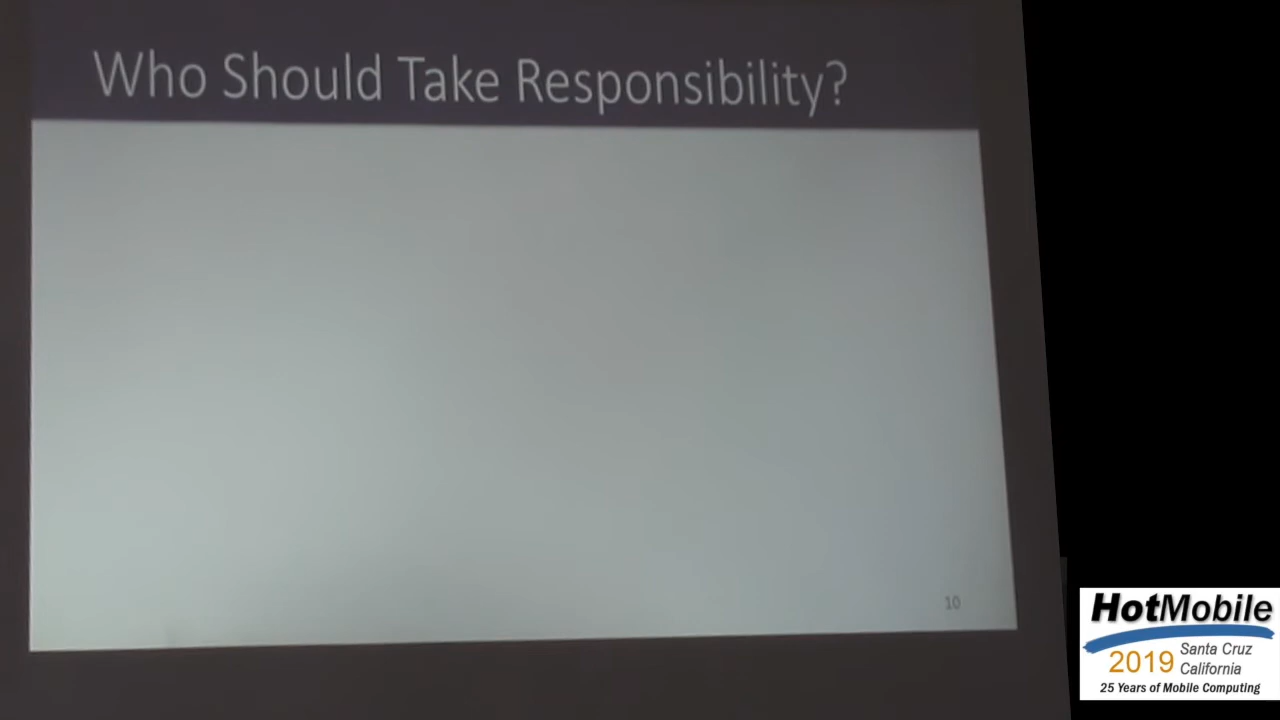 Who Should Take Responsibility?
10
HotMobile
2019 Santa Cruz
California
25 Years of Mobile Computing